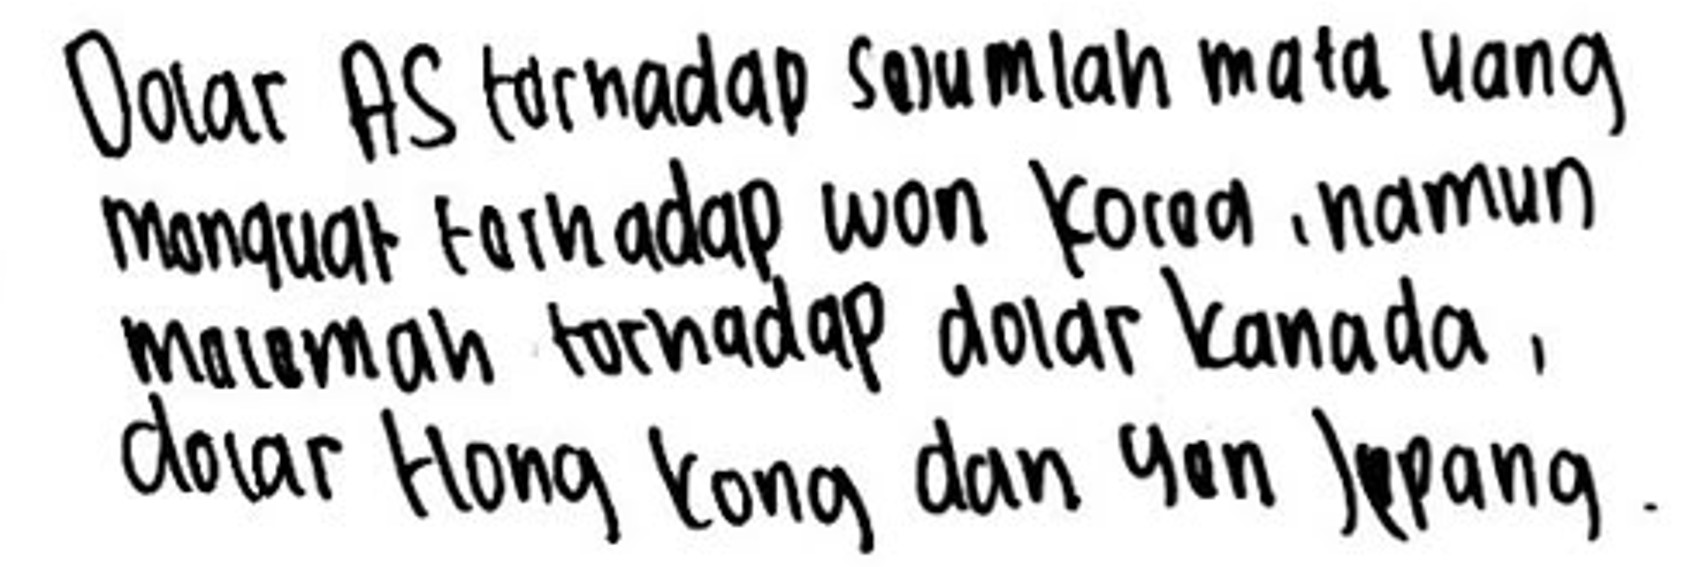 Dolar AS terhadap sejumlah mata uang
menguat terhadap won Korea, namun
melemah terhadap dolar Kanada,
dolar Hong Kong dan yen Jepang.